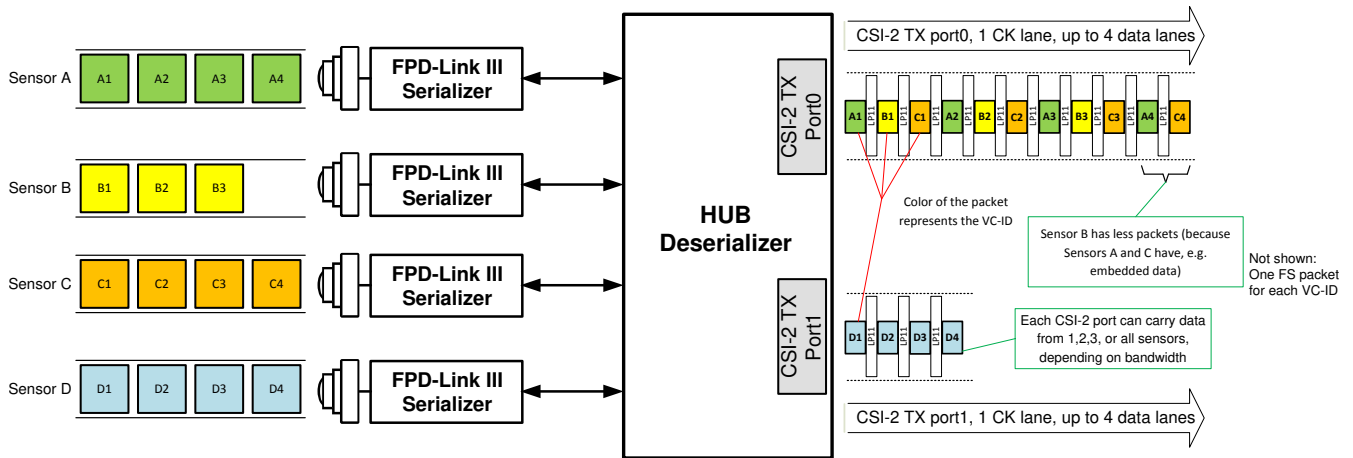 CSI-2 TX port0, 1 CK lane, up to 4 data lanes
Sensor A
A1 A2 A3 A4
FPD-Link III
Serializer
Sensor B
B1 B2 B3
FPD-Link III
Serializer
Sensor C
C1 C2 C3 C4
FPD-Link III
Serializer
Sensor D
D1 D2 D3 D4
FPD-Link III
Serializer
HUB
Deserializer
CSI-2 TX
Port0
CSI-2 TX
Port1
A1 LP11 B1 LP11 C1 LP11 A2 LP11 B2 LP11 C2 LP11 A3 LP11 B3 LP11 C3 LP11 A4 LP11 C4
Color of the packet
represents the VC-ID
Sensor B has less packets (because
Sensors A and C have, e.g.
embedded data)
Not shown:
One FS packet
for each VC-ID
D1 LP11 D2 LP11 D3 LP11 D4
Each CSI-2 port can carry data
from 1,2,3, or all sensors,
depending on bandwidth
CSI-2 TX port1, 1 CK lane, up to 4 data lanes